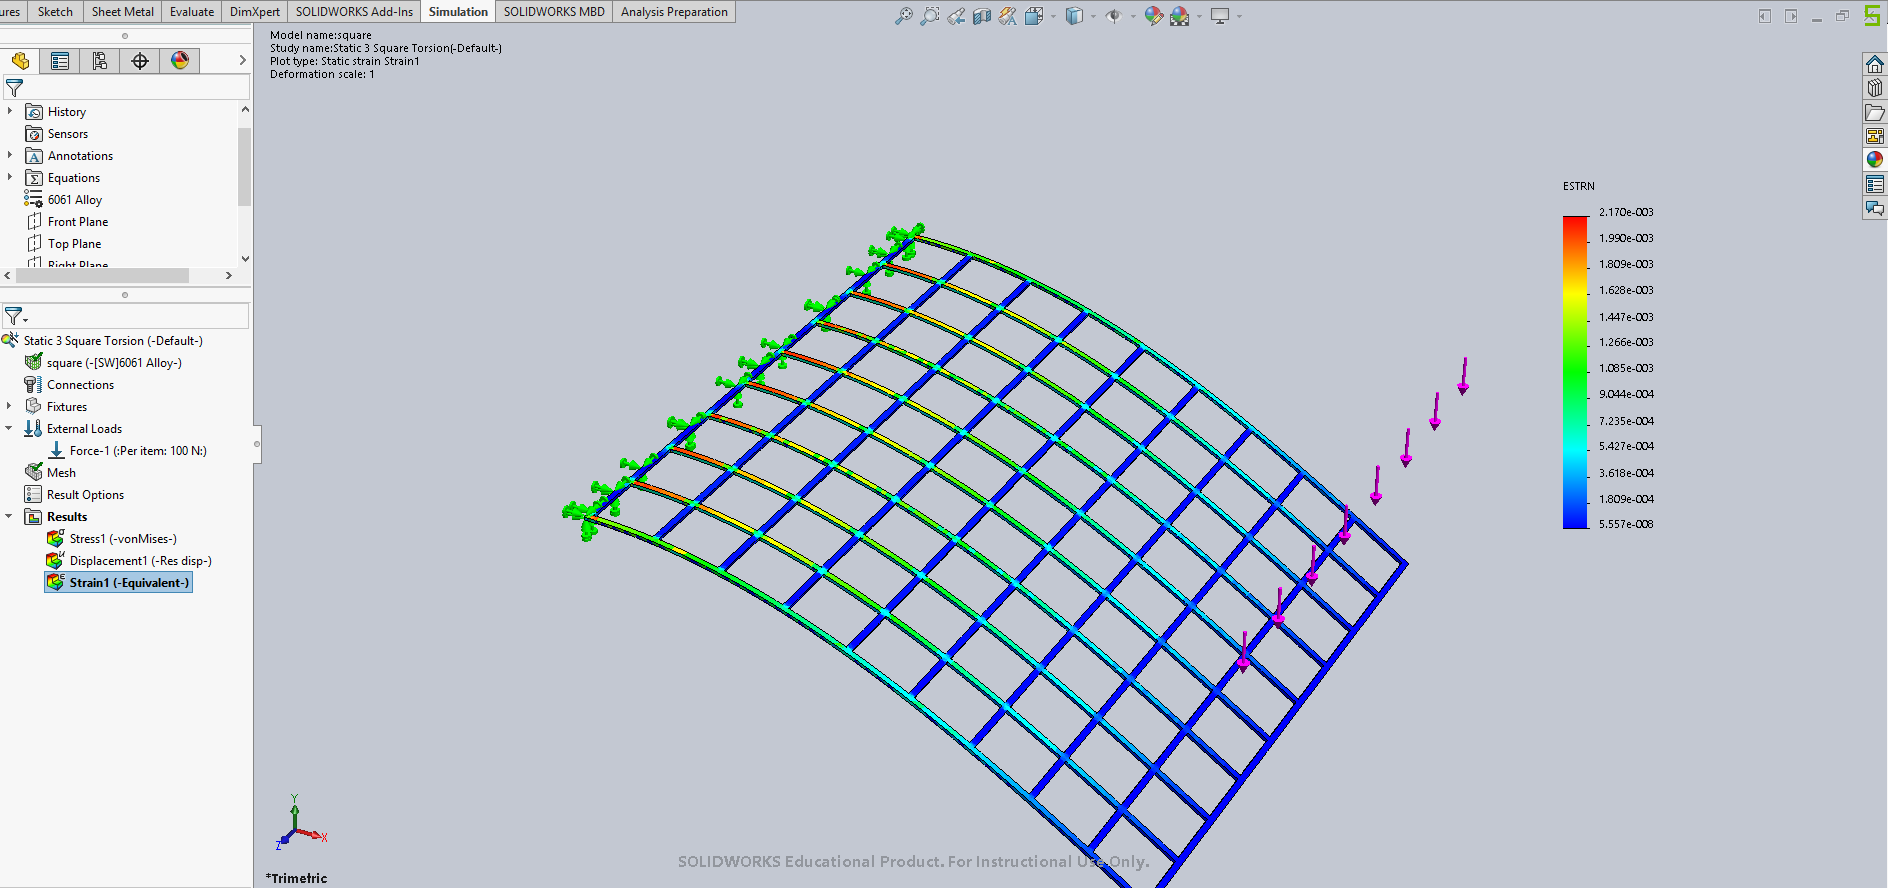 ures Sketch Sheet Metal Evaluate DimXpert SOLIDWORKS Add-Ins Simulation SOLIDWORKS MBD Analysis Preparation
Model name:square
Study name:Static 3 Square Torsion(-Default-)
Plot type: Static strain Strain1
Deformation scale: 1
History
Sensors
Annotations
Equations
6061 Alloy
Front Plane
Top Plane
Right Plane
Static 3 Square Torsion (-Default-)
square (-[SW]6061 Alloy-)
Connections
Fixtures
External Loads
Force-1 (:Per item: 100 N:)
Mesh
Result Options
Results
Stress1 (-vonMises-)
Displacement1 (-Res disp-)
Strain1 (-Equivalent-)
ESTRN
2.170e-003
1.990e-003
1.809e-003
1.628e-003
1.447e-003
1.266e-003
1.085e-003
9.044e-004
7.235e-004
5.427e-004
3.618e-004
1.809e-004
5.557e-008
Y
X
Z
SOLIDWORKS Educational Product. For Instructional Use Only.
*Trimetric